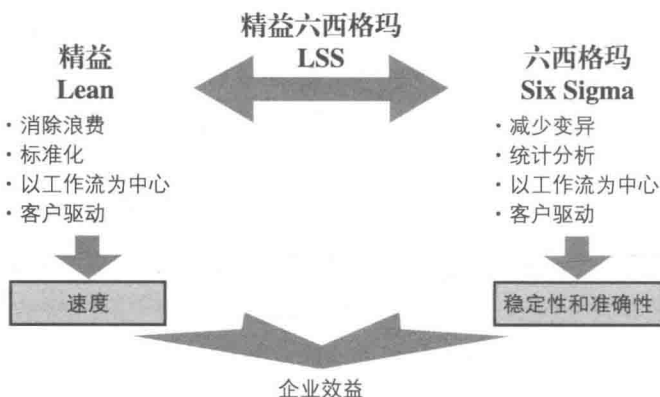 精益六西格玛
LSS
精益
Lean
· 消除浪费
· 标准化
· 以工作流为中心
· 客户驱动
速度
六西格玛
Six Sigma
· 减少变异
· 统计分析
· 以工作流为中心
· 客户驱动
稳定性和准确性
企业效益